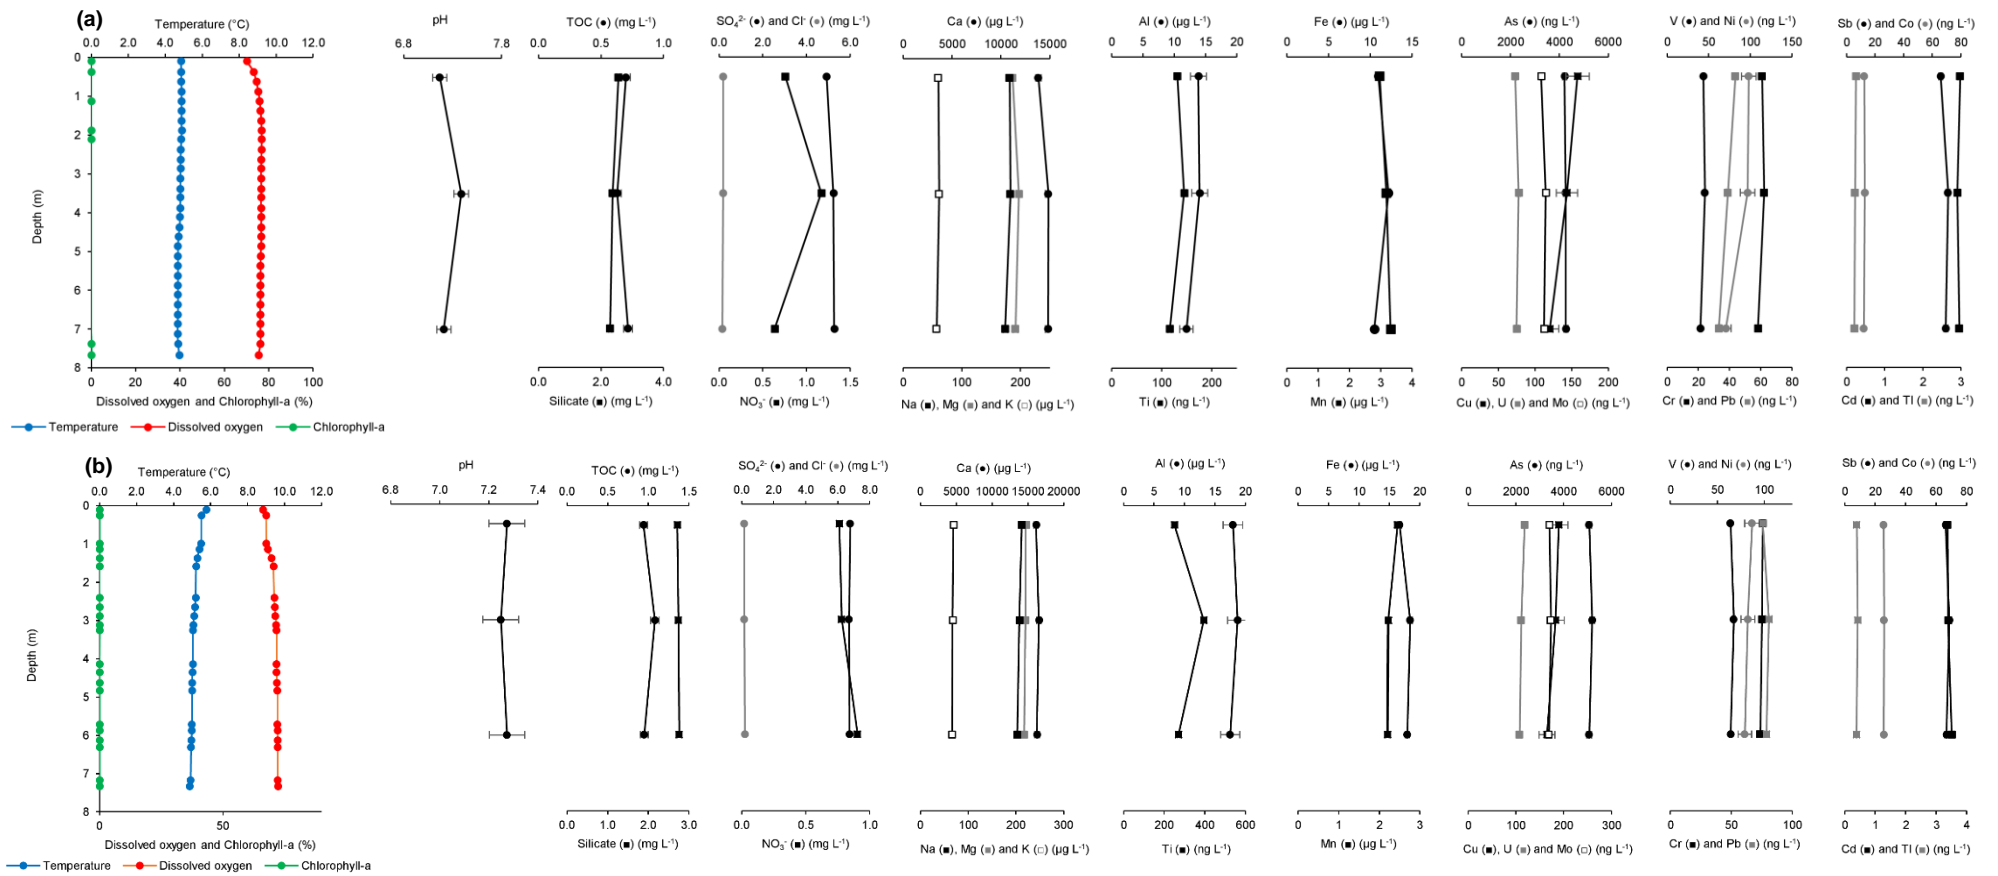 (a)
Temperature (°C)
pH
TOC (●) (mg L⁻¹)
SO₄²⁻ (●) and Cl⁻ (●) (mg L⁻¹)
Ca (●) (µg L⁻¹)
Al (●) (µg L⁻¹)
Fe (●) (µg L⁻¹)
As (●) (ng L⁻¹)
V (●) and Ni (●) (ng L⁻¹)
Sb (●) and Co (●) (ng L⁻¹)
0.0 2.0 4.0 6.0 8.0 10.0 12.0
6.8 7.8
0.0 0.5 1.0
0.0 2.0 4.0 6.0
0 5000 10000 15000
0 5 10 15 20
0 5 10 15
0 2000 4000 6000
0 50 100 150
0 20 40 60 80
0
1
2
3
4
5
6
7
8
Depth (m)
0 20 40 60 80 100
0.0 2.0 4.0
0.0 0.5 1.0 1.5
0 100 200
0 100 200
0 1 2 3 4
0 50 100 150 200
0 20 40 60 80
0 1 2 3
Dissolved oxygen and Chlorophyll-a (%)
Silicate (■) (mg L⁻¹)
NO₃⁻ (■) (mg L⁻¹)
Na (■), Mg (■) and K (□) (µg L⁻¹)
Ti (■) (ng L⁻¹)
Mn (■) (µg L⁻¹)
Cu (■), U (■) and Mo (□) (ng L⁻¹)
Cr (■) and Pb (■) (ng L⁻¹)
Cd (■) and Tl (■) (ng L⁻¹)
Temperature Dissolved oxygen Chlorophyll-a
(b)
Temperature (°C)
pH
TOC (●) (mg L⁻¹)
SO₄²⁻ (●) and Cl⁻ (●) (mg L⁻¹)
Ca (●) (µg L⁻¹)
Al (●) (µg L⁻¹)
Fe (●) (µg L⁻¹)
As (●) (ng L⁻¹)
V (●) and Ni (●) (ng L⁻¹)
Sb (●) and Co (●) (ng L⁻¹)
0.0 2.0 4.0 6.0 8.0 10.0 12.0
6.8 7.0 7.2 7.4
0.0 0.5 1.0 1.5
0.0 2.0 4.0 6.0 8.0
0 5000 10000 15000 20000
0 5 10 15 20
0 5 10 15 20
0 2000 4000 6000
0 50 100
0 20 40 60 80
0
1
2
3
4
5
6
7
8
Depth (m)
0 50
0.0 1.0 2.0 3.0
0.0 0.5 1.0
0 100 200 300
0 200 400 600
0 1 2 3
0 100 200 300
0 50 100
0 1 2 3 4
Dissolved oxygen and Chlorophyll-a (%)
Silicate (■) (mg L⁻¹)
NO₃⁻ (■) (mg L⁻¹)
Na (■), Mg (■) and K (□) (µg L⁻¹)
Ti (■) (ng L⁻¹)
Mn (■) (µg L⁻¹)
Cu (■), U (■) and Mo (□) (ng L⁻¹)
Cr (■) and Pb (■) (ng L⁻¹)
Cd (■) and Tl (■) (ng L⁻¹)
Temperature Dissolved oxygen Chlorophyll-a